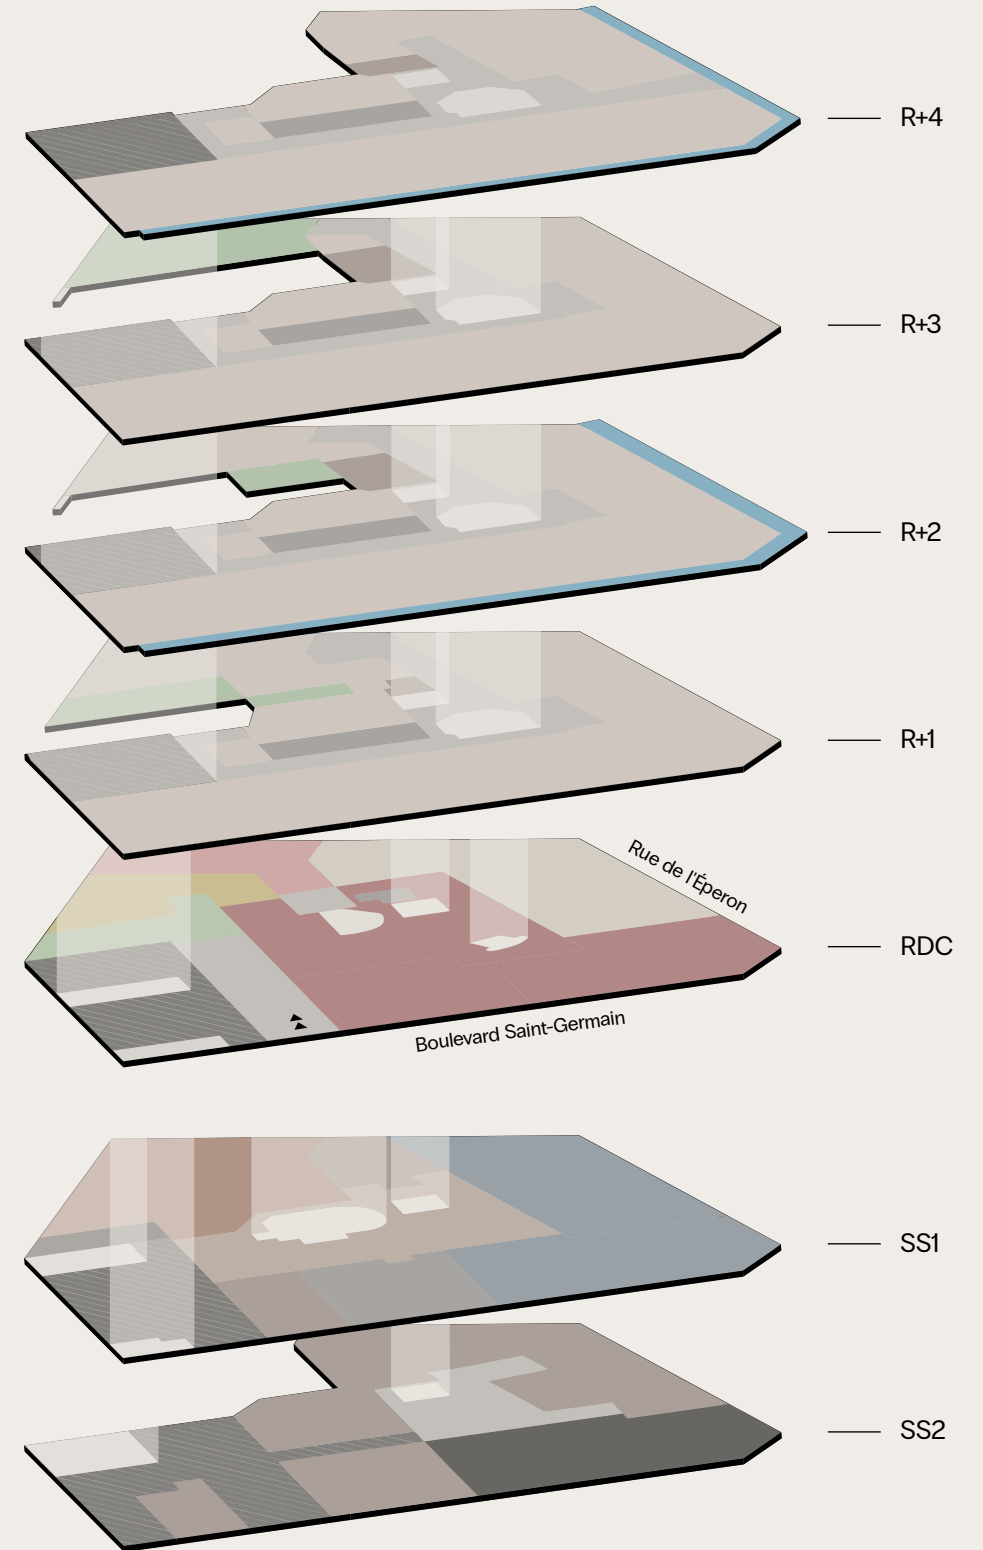 R+4
R+3
R+2
R+1
Rue de l'Éperon
RDC
Boulevard Saint-Germain
SS1
SS2